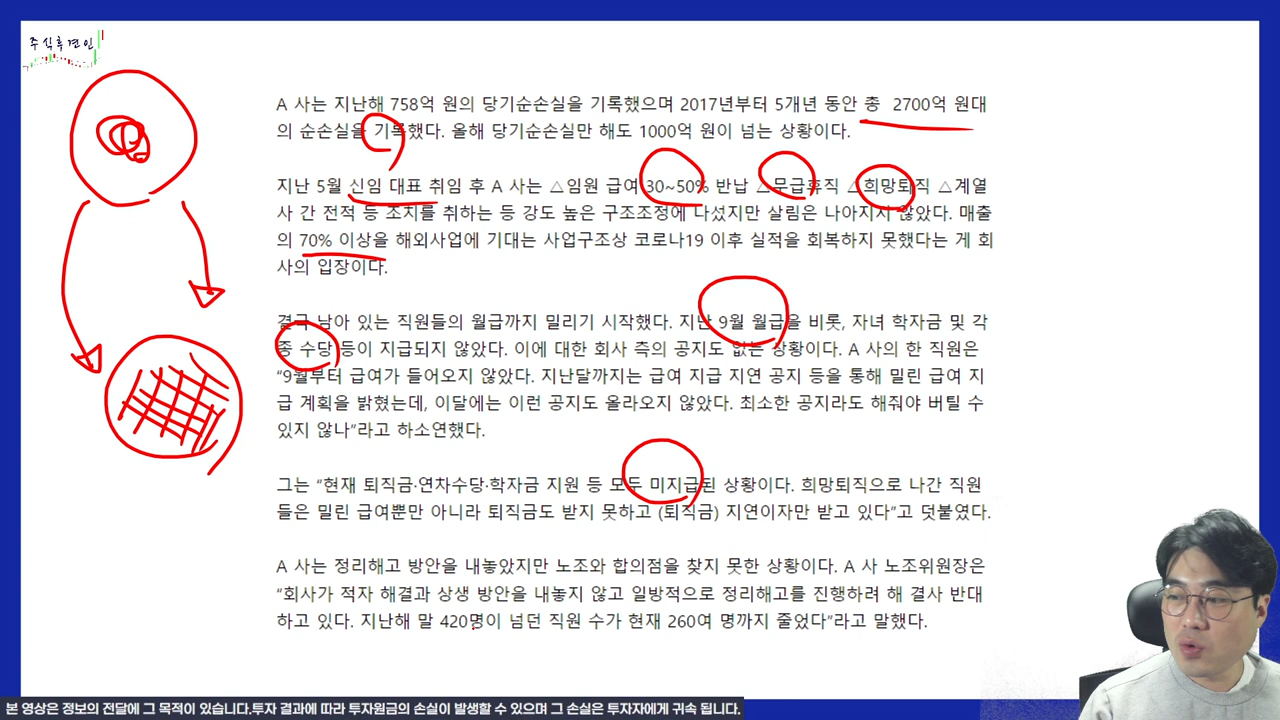 주식후견인
A 사는 지난해 758억 원의 당기순손실을 기록했으며 2017년부터 5개년 동안 총 2700억 원대
의 순손실을 기록했다. 올해 당기순손실만 해도 1000억 원이 넘는 상황이다.
지난 5월 신임 대표 취임 후 A 사는 △임원 급여 30~50% 반납 △무급휴직 △희망퇴직 △계열
사 간 전적 등 조치를 취하는 등 강도 높은 구조조정에 나섰지만 살림은 나아지지 않았다. 매출
의 70% 이상을 해외사업에 기대는 사업구조상 코로나19 이후 실적을 회복하지 못했다는 게 회
사의 입장이다.
결국 남아 있는 직원들의 월급까지 밀리기 시작했다. 지난 9월 월급을 비롯, 자녀 학자금 및 각
종 수당 등이 지급되지 않았다. 이에 대한 회사 측의 공지도 없는 상황이다. A 사의 한 직원은
“9월부터 급여가 들어오지 않았다. 지난달까지는 급여 지급 지연 공지 등을 통해 밀린 급여 지
급 계획을 밝혔는데, 이달에는 이런 공지도 올라오지 않았다. 최소한 공지라도 해줘야 버틸 수
있지 않나”라고 하소연했다.
그는 “현재 퇴직금·연차수당·학자금 지원 등 모두 미지급된 상황이다. 희망퇴직으로 나간 직원
들은 밀린 급여뿐만 아니라 퇴직금도 받지 못하고 (퇴직금) 지연이자만 받고 있다”고 덧붙였다.
A 사는 정리해고 방안을 내놓았지만 노조와 합의점을 찾지 못한 상황이다. A 사 노조위원장은
“회사가 적자 해결과 상생 방안을 내놓지 않고 일방적으로 정리해고를 진행하려 해 결사 반대
하고 있다. 지난해 말 420명이 넘던 직원 수가 현재 260여 명까지 줄었다”라고 말했다.
본 영상은 정보의 전달에 그 목적이 있습니다.투자 결과에 따라 투자원금의 손실이 발생할 수 있으며 그 손실은 투자자에게 귀속 됩니다.